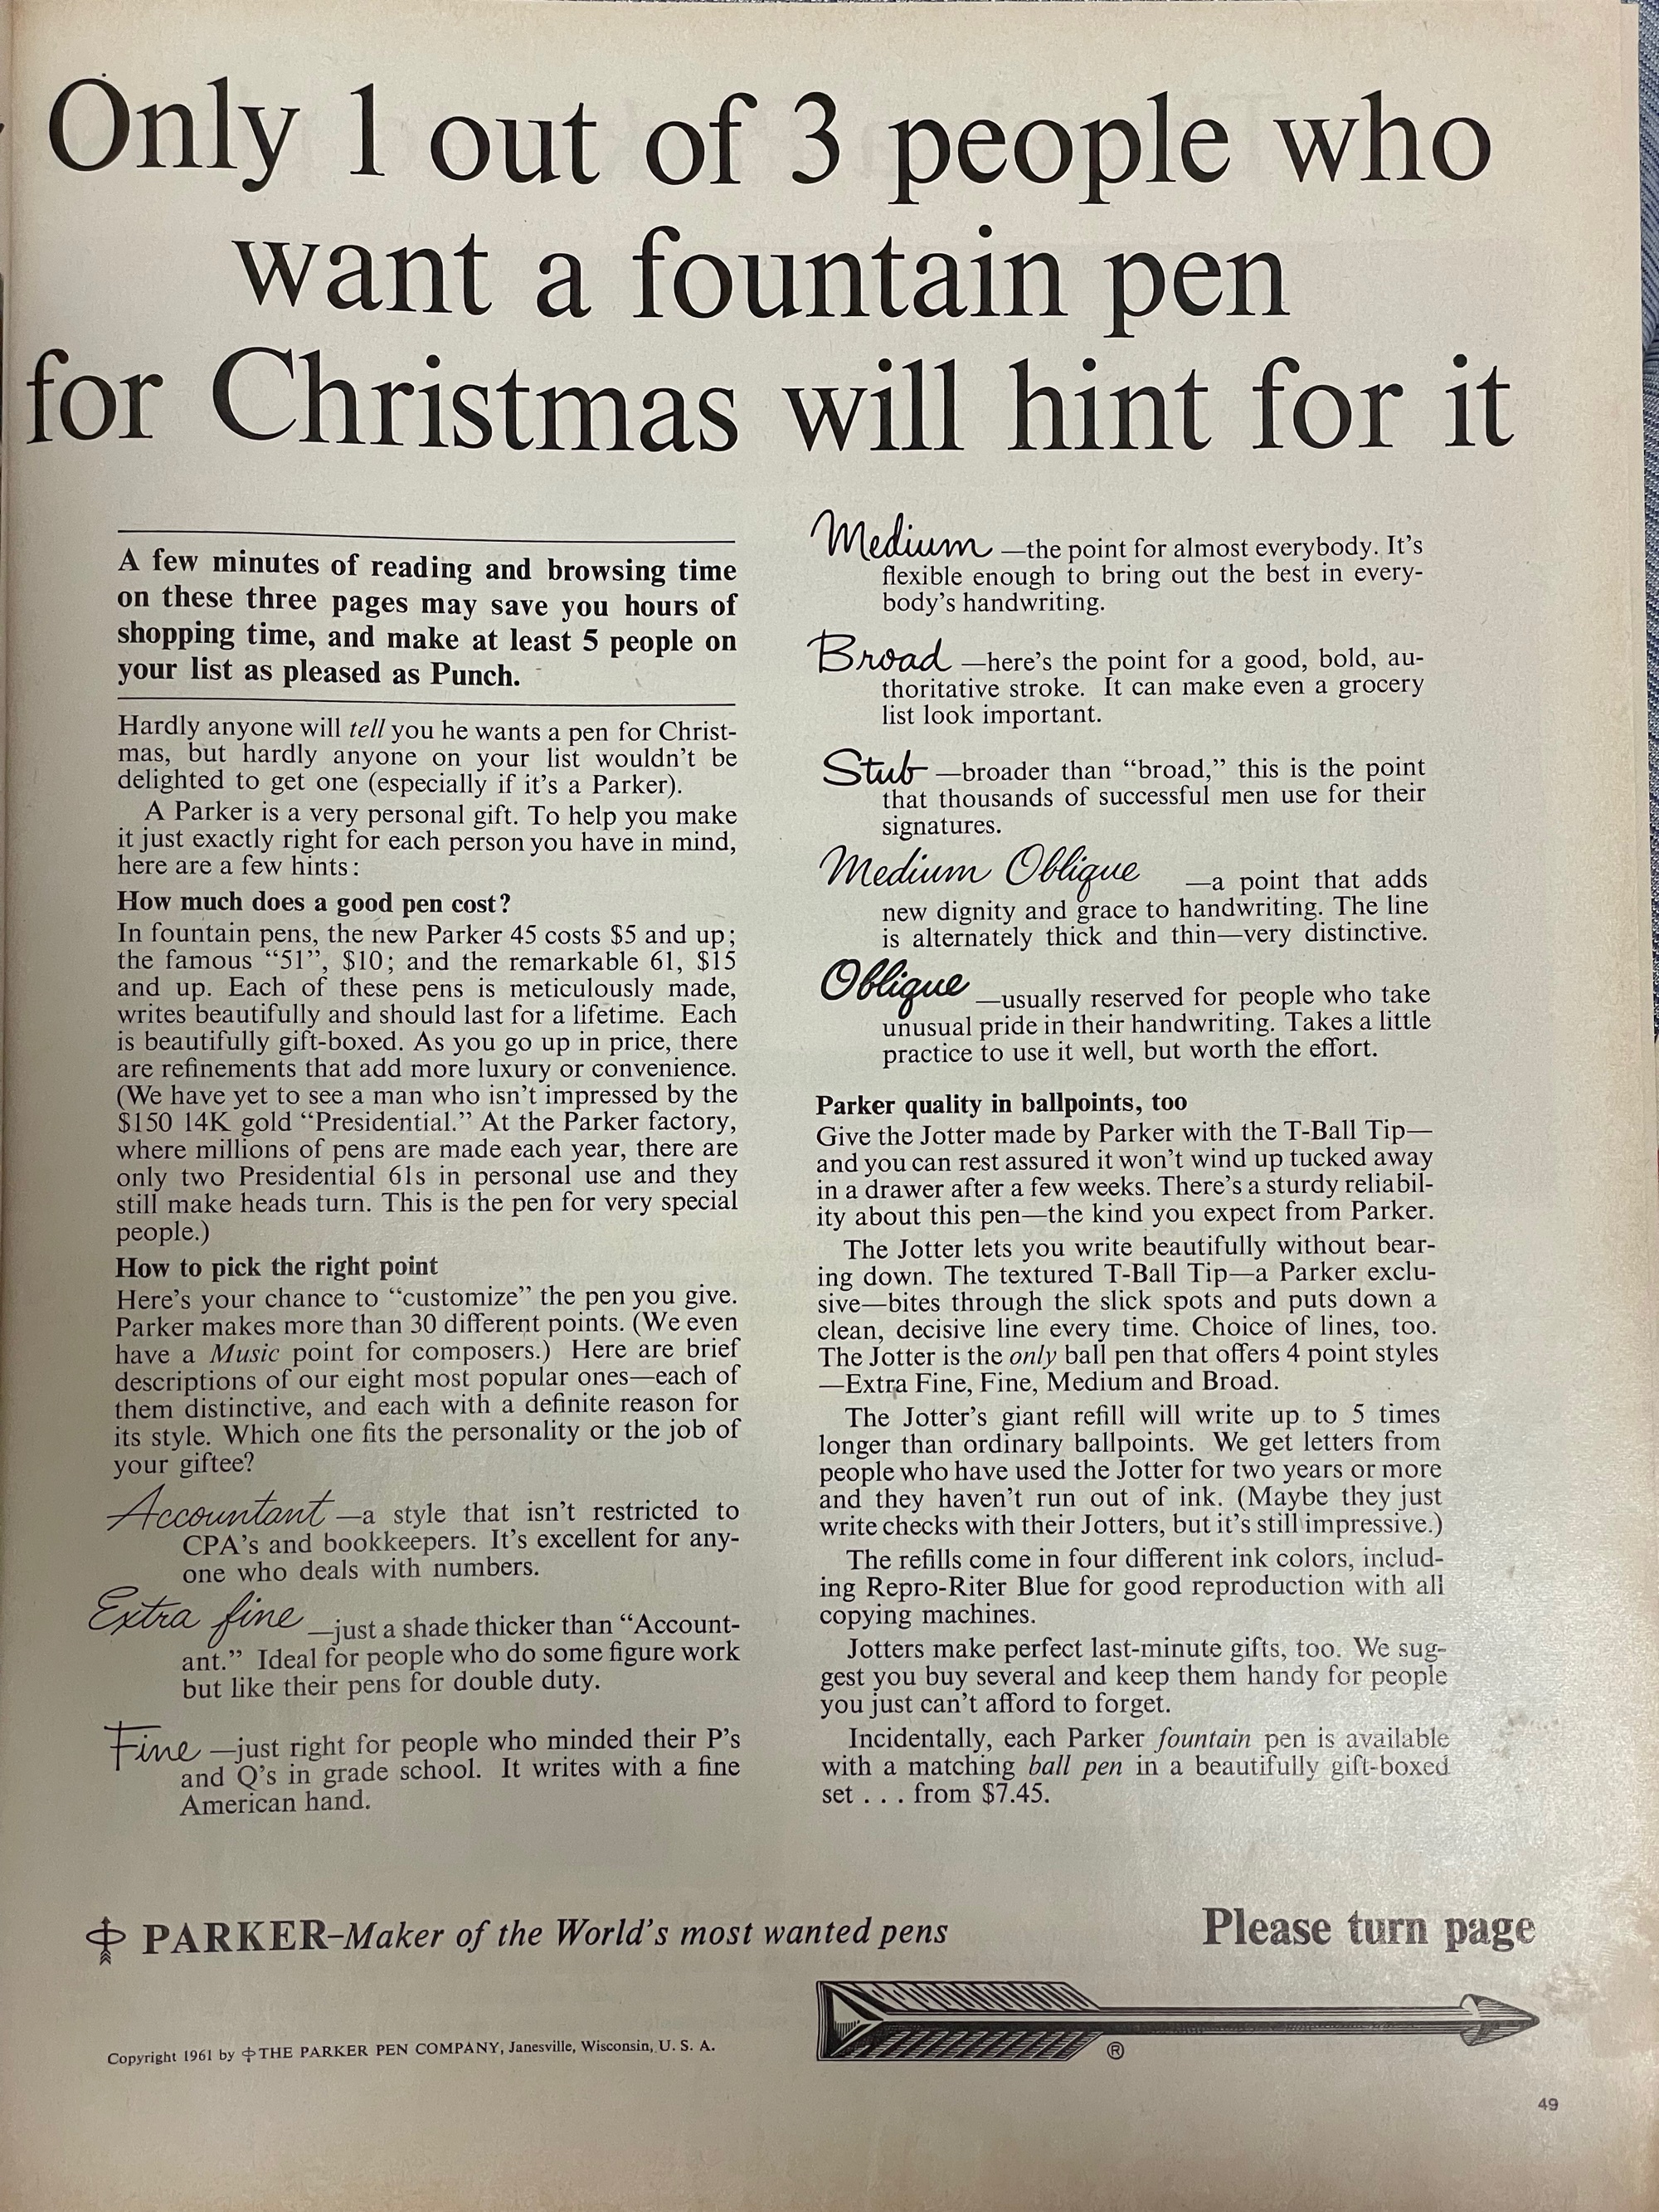 Only 1 out of 3 people who
want a fountain pen
for Christmas will hint for it
A few minutes of reading and browsing time
on these three pages may save you hours of
shopping time, and make at least 5 people on
your list as pleased as Punch.
Hardly anyone will tell you he wants a pen for Christ-
mas, but hardly anyone on your list wouldn't be
delighted to get one (especially if it's a Parker).
A Parker is a very personal gift. To help you make
it just exactly right for each person you have in mind,
here are a few hints:
How much does a good pen cost?
In fountain pens, the new Parker 45 costs $5 and up;
the famous “51”, $10; and the remarkable 61, $15
and up. Each of these pens is meticulously made,
writes beautifully and should last for a lifetime. Each
is beautifully gift-boxed. As you go up in price, there
are refinements that add more luxury or convenience.
(We have yet to see a man who isn't impressed by the
$150 14K gold “Presidential.” At the Parker factory,
where millions of pens are made each year, there are
only two Presidential 61s in personal use and they
still make heads turn. This is the pen for very special
people.)
How to pick the right point
Here's your chance to “customize” the pen you give.
Parker makes more than 30 different points. (We even
have a Music point for composers.) Here are brief
descriptions of our eight most popular ones—each of
them distinctive, and each with a definite reason for
its style. Which one fits the personality or the job of
your giftee?
Accountant—a style that isn't restricted to
CPA's and bookkeepers. It's excellent for any-
one who deals with numbers.
Extra fine—just a shade thicker than “Account-
ant.” Ideal for people who do some figure work
but like their pens for double duty.
Fine—just right for people who minded their P's
and Q's in grade school. It writes with a fine
American hand.
Medium—the point for almost everybody. It's
flexible enough to bring out the best in every-
body's handwriting.
Broad—here's the point for a good, bold, au-
thoritative stroke. It can make even a grocery
list look important.
Stub—broader than “broad,” this is the point
that thousands of successful men use for their
signatures.
Medium Oblique—a point that adds
new dignity and grace to handwriting. The line
is alternately thick and thin—very distinctive.
Oblique—usually reserved for people who take
unusual pride in their handwriting. Takes a little
practice to use it well, but worth the effort.
Parker quality in ballpoints, too
Give the Jotter made by Parker with the T-Ball Tip—
and you can rest assured it won't wind up tucked away
in a drawer after a few weeks. There's a sturdy reliabil-
ity about this pen—the kind you expect from Parker.
The Jotter lets you write beautifully without bear-
ing down. The textured T-Ball Tip—a Parker exclu-
sive—bites through the slick spots and puts down a
clean, decisive line every time. Choice of lines, too.
The Jotter is the only ball pen that offers 4 point styles
—Extra Fine, Fine, Medium and Broad.
The Jotter's giant refill will write up to 5 times
longer than ordinary ballpoints. We get letters from
people who have used the Jotter for two years or more
and they haven't run out of ink. (Maybe they just
write checks with their Jotters, but it's still impressive.)
The refills come in four different ink colors, includ-
ing Repro-Riter Blue for good reproduction with all
copying machines.
Jotters make perfect last-minute gifts, too. We sug-
gest you buy several and keep them handy for people
you just can't afford to forget.
Incidentally, each Parker fountain pen is available
with a matching ball pen in a beautifully gift-boxed
set . . . from $7.45.
PARKER–Maker of the World's most wanted pens
Please turn page
®
Copyright 1961 by THE PARKER PEN COMPANY, Janesville, Wisconsin, U. S. A.
49